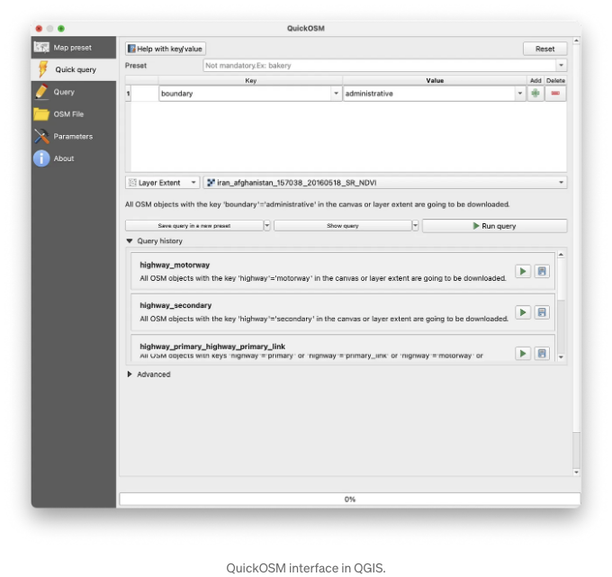 QuickOSM
Map preset
Quick query
Query
OSM File
Parameters
About
Help with key/value
Reset
Preset
Not mandatory.Ex: bakery
Key Value Add Delete
1 boundary administrative
Layer Extent iran_afghanistan_157038_20160518_SR_NDVI
All OSM objects with the key 'boundary'='administrative' in the canvas or layer extent are going to be downloaded.
Save query in a new preset Show query Run query
Query history
highway_motorway
All OSM objects with the key 'highway'='motorway' in the canvas or layer extent are going to be downloaded.
highway_secondary
All OSM objects with the key 'highway'='secondary' in the canvas or layer extent are going to be downloaded.
highway_primary_highway_primary_link
All OSM objects with keys 'highway'='primary' or 'highway'='primary_link' or 'highway'='motorway' or
Advanced
0%
QuickOSM interface in QGIS.